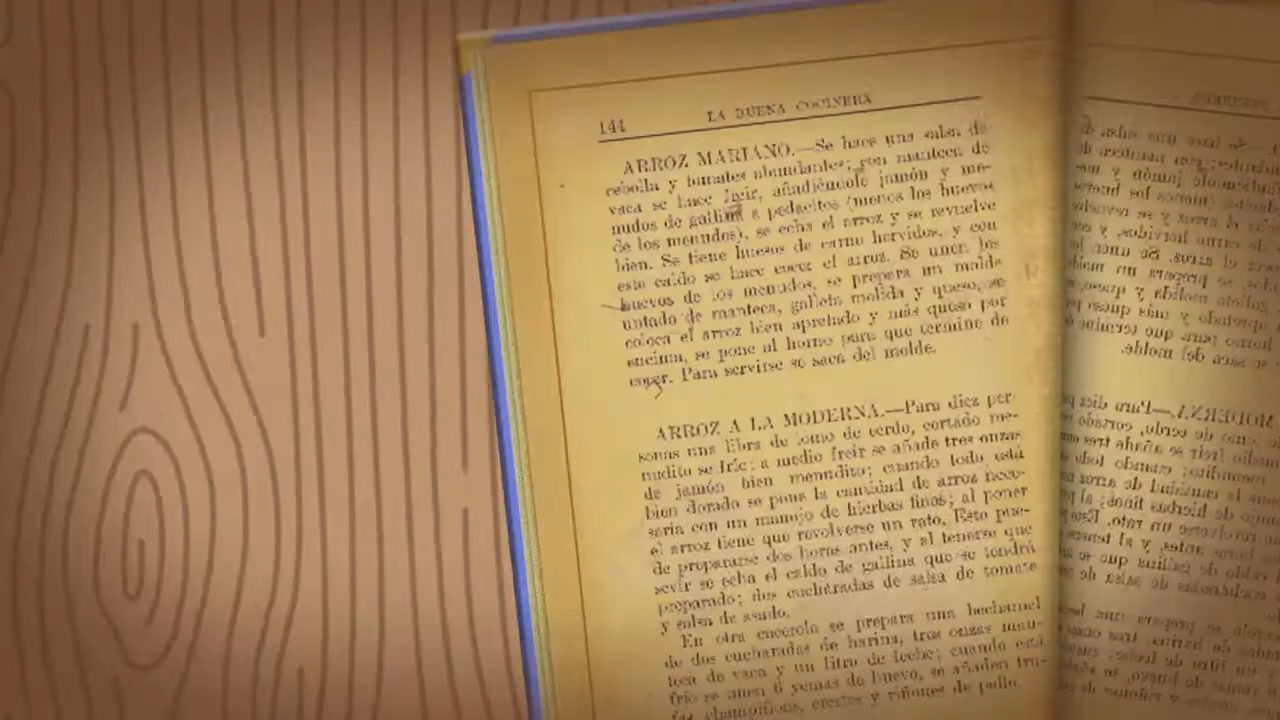 144
LA BUENA COCINERA
ARROZ MARIANO.—Se hace una salsa de
cebolla y tomates abundantes; con manteca de
vaca se hace freir, añadiéndole jamón y me-
nudos de gallina a pedacitos (menos los huevos
de los menudos), se echa el arroz y se revuelve
bien. Se tiene huesos de carne hervidos, y con
este caldo se hace cocer el arroz. Se unen los
huevos de los menudos, se prepara un molde
untado de manteca, galleta molida y queso, se
coloca el arroz bien apretado y más queso por
encima, se pone al horno para que termine de
cocer. Para servirse se saca del molde.
ARROZ A LA MODERNA.—Para diez per-
sonas una libra de lomo de cerdo, cortado me-
nudito se fríe; a medio freir se añade tres onzas
de jamón bien menudito; cuando todo está
bien dorado se pone la cantidad de arroz nece-
saria con un manojo de hierbas finas; al poner
el arroz tiene que revolverse un rato. Esto pue-
de prepararse dos horas antes, y al tenerse que
sevir se echa el caldo de gallina que se tendrá
preparado; dos cucharadas de salsa de tomate
y salsa de asado.
En otra cacerola se prepara una bechamel
de dos cucharadas de harina, tres onzas man-
teca de vaca y un litro de leche; cuando está
frío se unen 6 yemas de huevo, se añaden tru-
fas, champiñons, crestas y riñones de pollo.